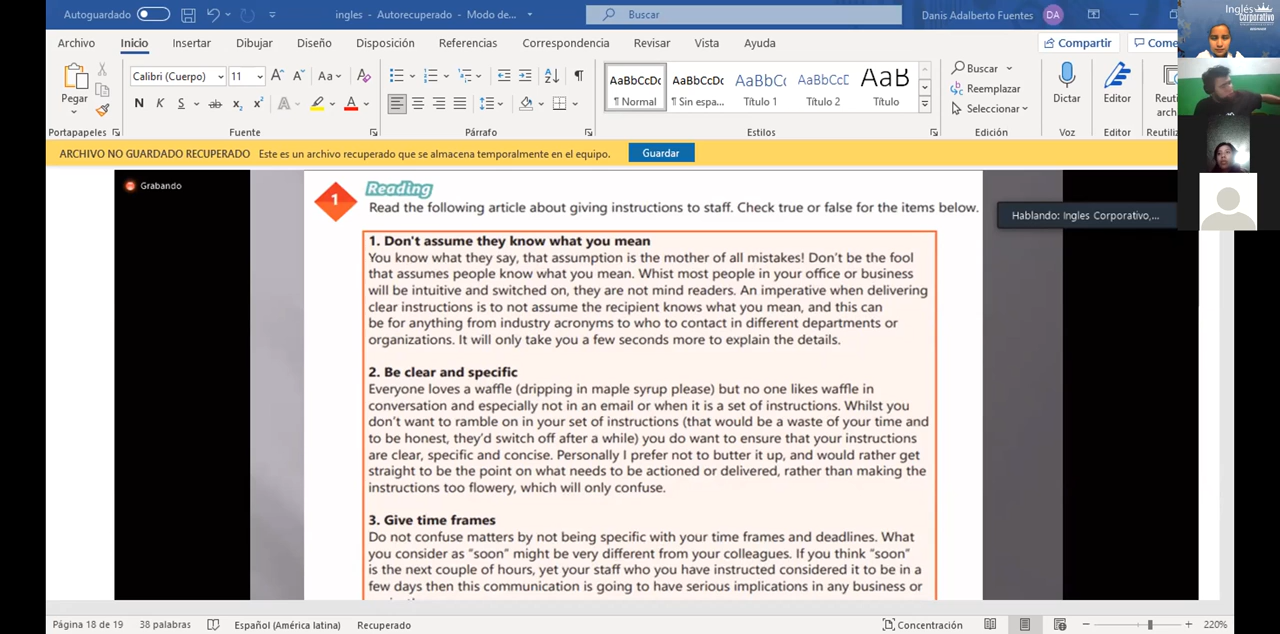 Autoguardado
ingles - Autorecuperado - Modo de...
Buscar
Danis Adalberto Fuentes
DA
Inglés
Corporativo
Archivo
Inicio
Insertar
Dibujar
Diseño
Disposición
Referencias
Correspondencia
Revisar
Vista
Ayuda
Compartir
Come
Pegar
Calibri (Cuerpo)
11
A A Aa A
N K S ab x₂ x² A A
AaBbCcDc
¶ Normal
AaBbCcDc
¶ Sin espa...
AaBbCc
Título 1
AaBbCcD
Título 2
AaB
Título
Buscar
Reemplazar
Seleccionar
Dictar
Editor
Reuti
arch
Portapapeles
Fuente
Párrafo
Estilos
Edición
Voz
Editor
Reutiliz
ARCHIVO NO GUARDADO RECUPERADO Este es un archivo recuperado que se almacena temporalmente en el equipo.
Guardar
Grabando
Hablando: Ingles Corporativo,...
1
Reading
Read the following article about giving instructions to staff. Check true or false for the items below.
1. Don't assume they know what you mean
You know what they say, that assumption is the mother of all mistakes! Don't be the fool
that assumes people know what you mean. Whist most people in your office or business
will be intuitive and switched on, they are not mind readers. An imperative when delivering
clear instructions is to not assume the recipient knows what you mean, and this can
be for anything from industry acronyms to who to contact in different departments or
organizations. It will only take you a few seconds more to explain the details.
2. Be clear and specific
Everyone loves a waffle (dripping in maple syrup please) but no one likes waffle in
conversation and especially not in an email or when it is a set of instructions. Whilst you
don't want to ramble on in your set of instructions (that would be a waste of your time and
to be honest, they'd switch off after a while) you do want to ensure that your instructions
are clear, specific and concise. Personally I prefer not to butter it up, and would rather get
straight to be the point on what needs to be actioned or delivered, rather than making the
instructions too flowery, which will only confuse.
3. Give time frames
Do not confuse matters by not being specific with your time frames and deadlines. What
you consider as "soon" might be very different from your colleagues. If you think "soon"
is the next couple of hours, yet your staff who you have instructed considered it to be in a
few days then this communication is going to have serious implications in any business or
Página 18 de 19
38 palabras
Español (América latina)
Recuperado
Concentración
220%